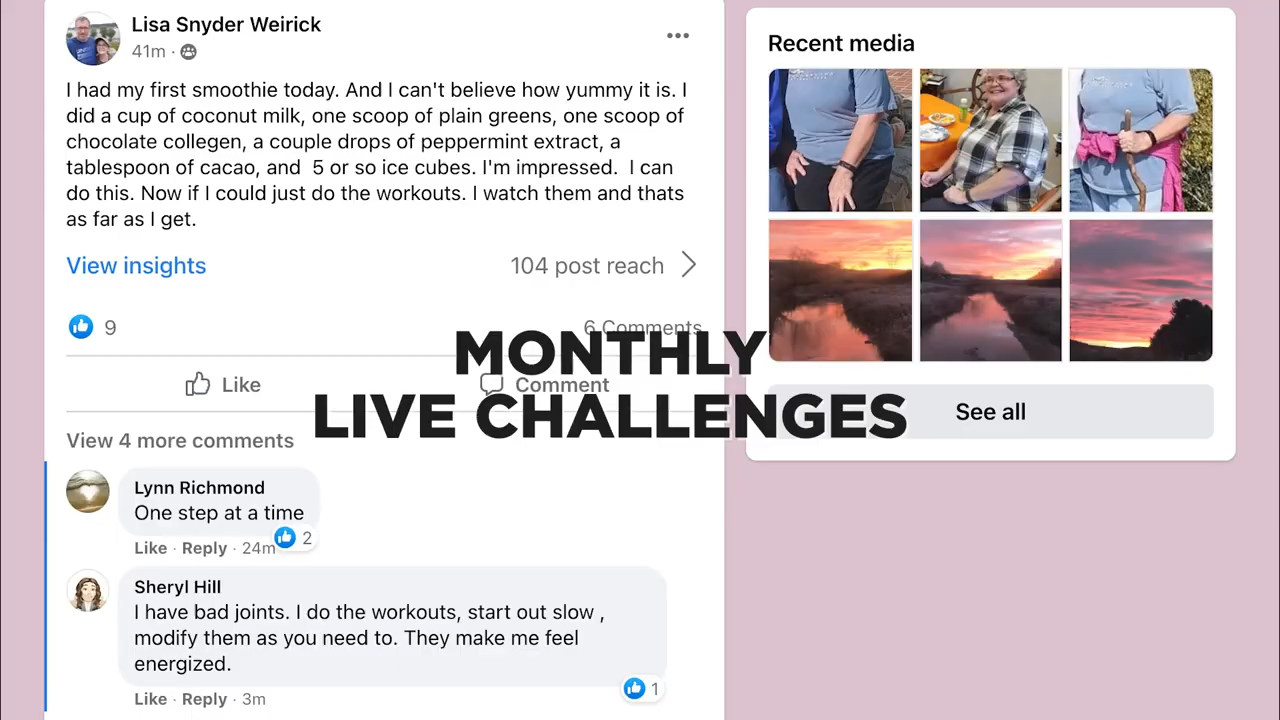 Lisa Snyder Weirick
41m ·
I had my first smoothie today. And I can't believe how yummy it is. I
did a cup of coconut milk, one scoop of plain greens, one scoop of
chocolate collegen, a couple drops of peppermint extract, a
tablespoon of cacao, and 5 or so ice cubes. I'm impressed. I can
do this. Now if I could just do the workouts. I watch them and thats
as far as I get.
View insights
104 post reach
9
6 Comments
Like
Comment
View 4 more comments
Lynn Richmond
One step at a time
2
Like · Reply · 24m
Sheryl Hill
I have bad joints. I do the workouts, start out slow ,
modify them as you need to. They make me feel
energized.
1
Like · Reply · 3m
MONTHLY
LIVE CHALLENGES
Recent media
See all